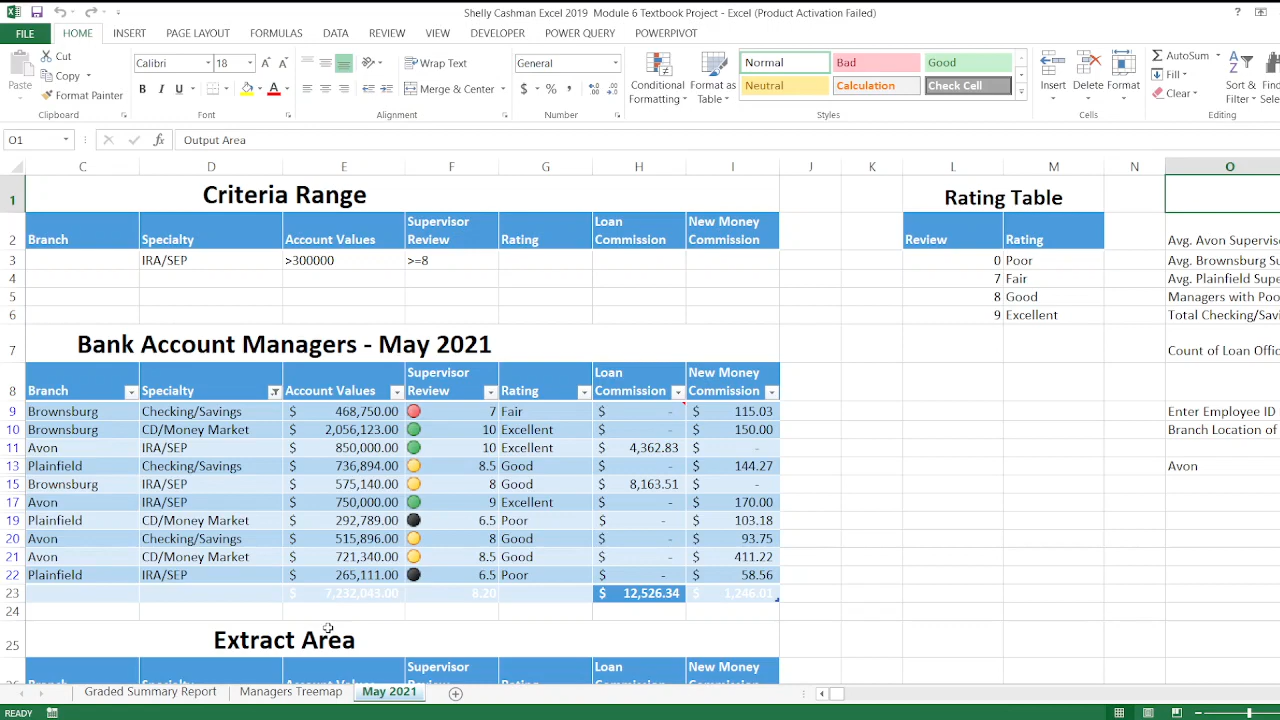 Shelly Cashman Excel 2019  Module 6 Textbook Project - Excel (Product Activation Failed)
?
FILE HOME INSERT PAGE LAYOUT FORMULAS DATA REVIEW VIEW DEVELOPER POWER QUERY POWERPIVOT
Paste
Cut
Copy
Format Painter
Clipboard
Calibri 18
B I U
Font
Wrap Text
Merge & Center
Alignment
General
$ % ,
Number
Conditional Formatting
Format as Table
Normal Bad Good
Neutral Calculation Check Cell
Styles
Insert Delete Format
Cells
AutoSum
Fill
Clear
Sort & Filter
Editing
O1 fx Output Area
C D E F G H I J K L M N O
1 Criteria Range Rating Table
2 Branch Specialty Account Values Supervisor Review Rating Loan Commission New Money Commission Review Rating
3 IRA/SEP >300000 >=8 0 Poor
4 7 Fair
5 8 Good
6 9 Excellent
Avg. Avon Superviso
Avg. Brownsburg Su
Avg. Plainfield Supe
Managers with Poo
Total Checking/Savi
Count of Loan Offic
7 Bank Account Managers - May 2021
8 Branch Specialty Account Values Supervisor Review Rating Loan Commission New Money Commission
9 Brownsburg Checking/Savings $ 468,750.00 7 Fair $ - $ 115.03 Enter Employee ID
10 Brownsburg CD/Money Market $ 2,056,123.00 10 Excellent $ - $ 150.00 Branch Location of
11 Avon IRA/SEP $ 850,000.00 10 Excellent $ 4,362.83 $ -
13 Plainfield Checking/Savings $ 736,894.00 8.5 Good $ - $ 144.27 Avon
15 Brownsburg IRA/SEP $ 575,140.00 8 Good $ 8,163.51 $ -
17 Avon IRA/SEP $ 750,000.00 9 Excellent $ - $ 170.00
19 Plainfield CD/Money Market $ 292,789.00 6.5 Poor $ - $ 103.18
20 Avon Checking/Savings $ 515,896.00 8 Good $ - $ 93.75
21 Avon CD/Money Market $ 721,340.00 8.5 Good $ - $ 411.22
22 Plainfield IRA/SEP $ 265,111.00 6.5 Poor $ - $ 58.56
23 $ 7,232,043.00 8.20 $ 12,526.34 $ 1,246.01
24
25 Extract Area
Supervisor Loan New Money
Graded Summary Report Managers Treemap May 2021
READY